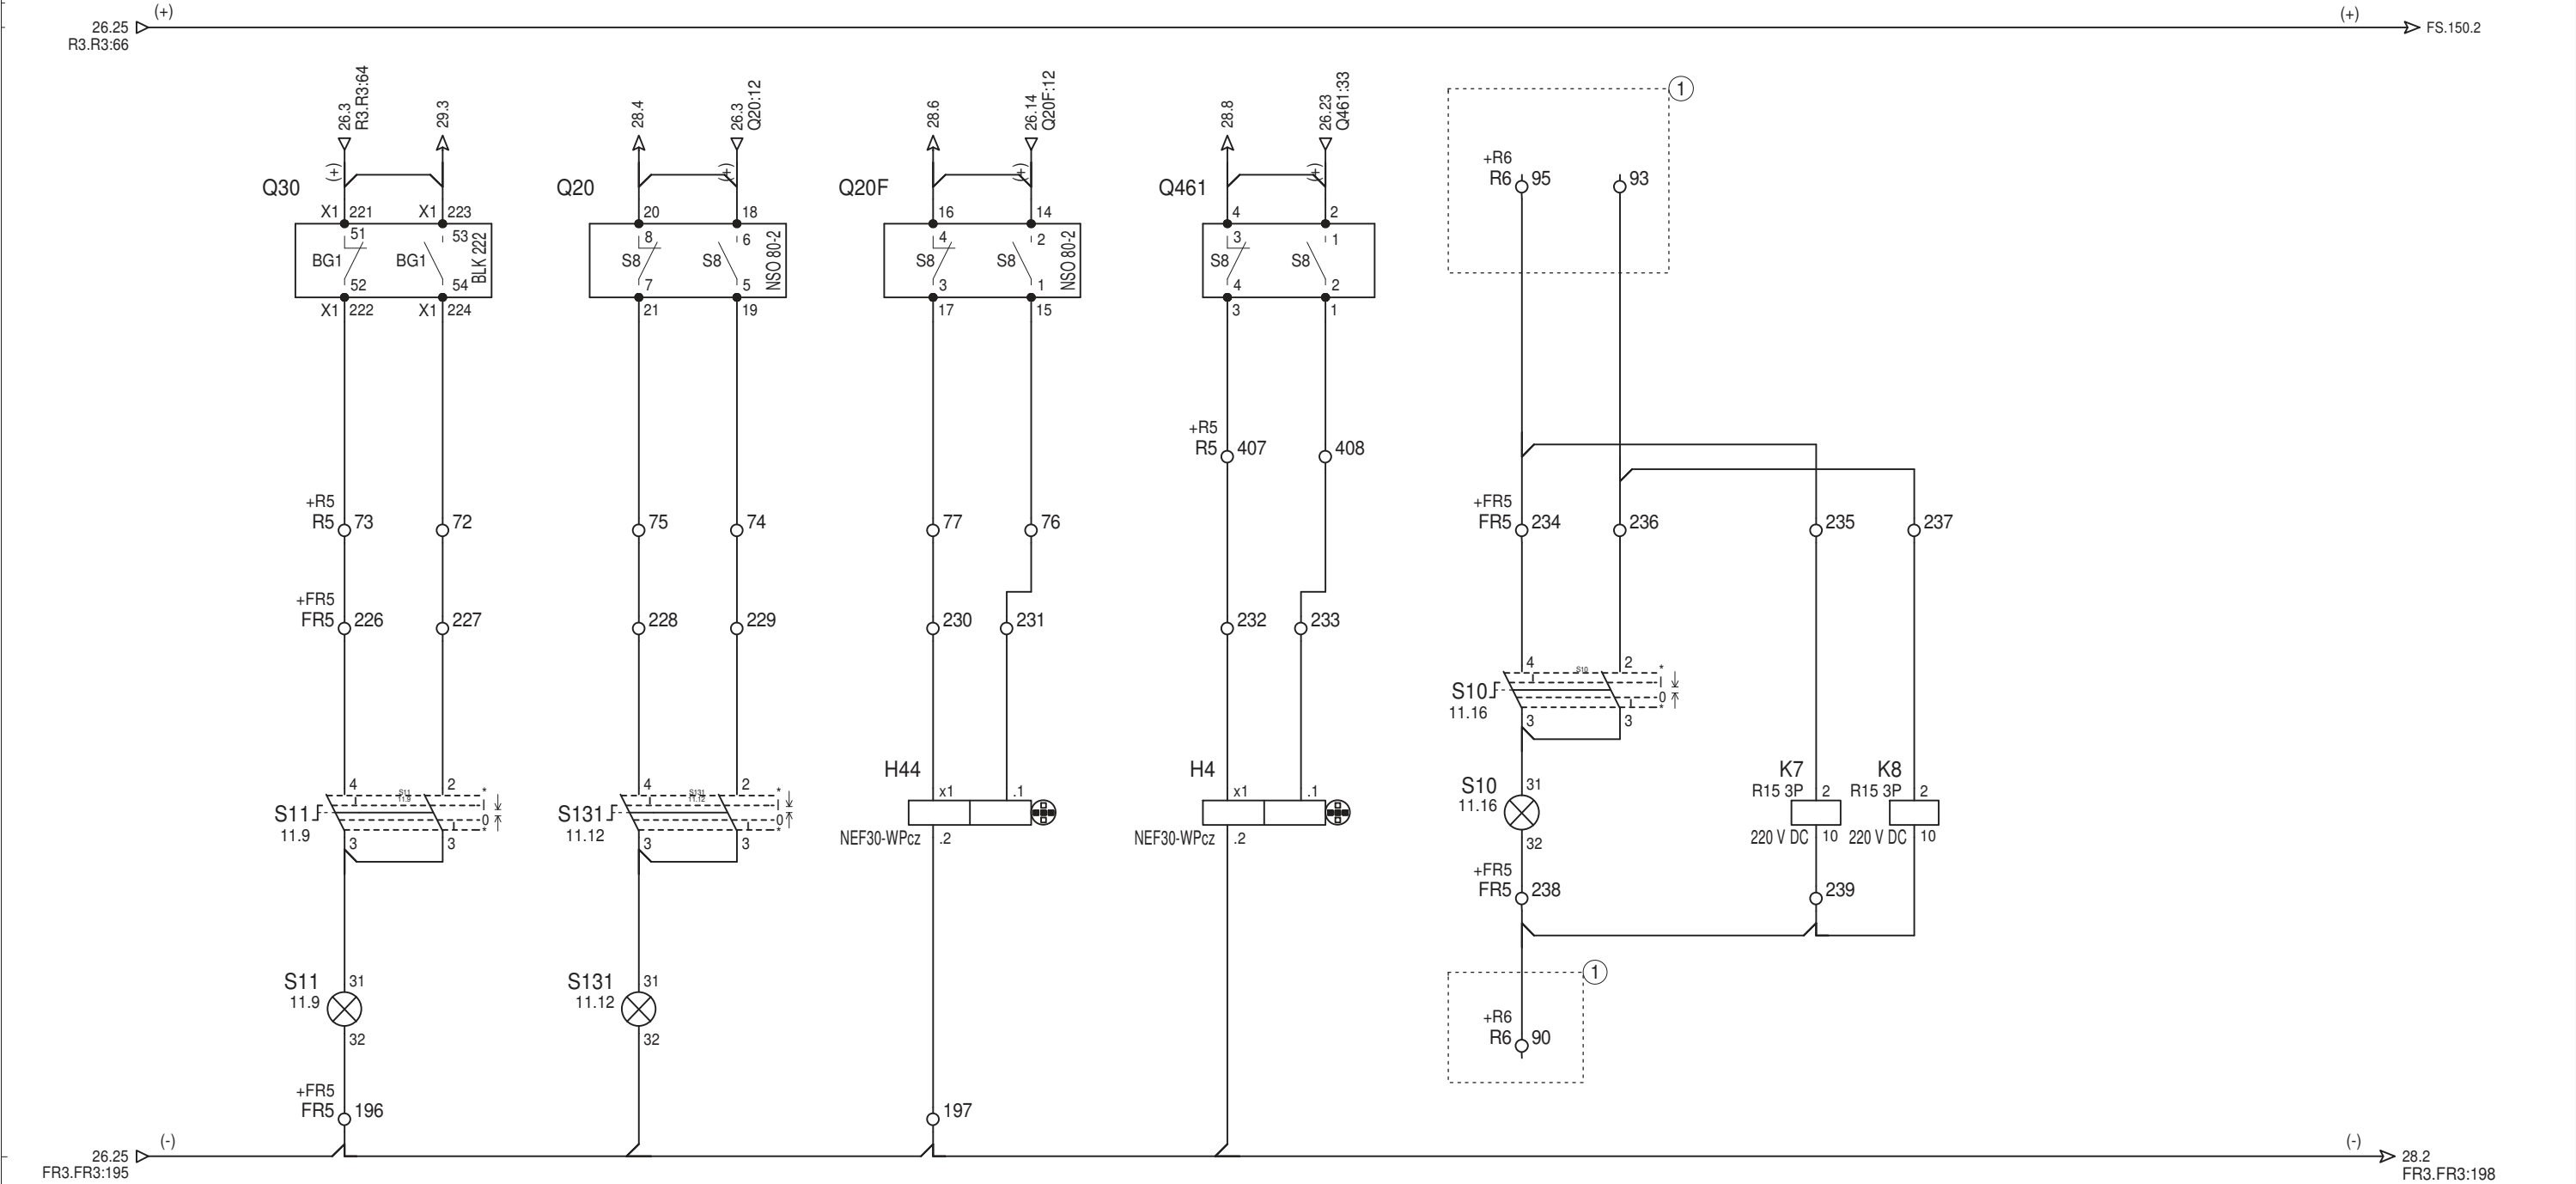 (+)
(+)
26.25
R3.R3:66
FS.150.2
26.3
R3.R3:64
29.3
28.4
26.3
Q20:12
28.6
26.14
Q20F:12
28.8
26.23
Q461:33
1
(+)
(+)
(+)
(+)
+R6
R6 95
93
Q30
Q20
Q20F
Q461
X1 221
X1 223
20
18
16
14
4
2
51
53
BG1
BG1
BLK 222
52
54
8
6
S8
S8
NSO 80-2
7
5
4
2
S8
S8
NSO 80-2
3
1
3
1
S8
S8
4
2
X1 222
X1 224
21
19
17
15
3
1
+R5
R5 407
408
+R5
R5 73
72
75
74
77
76
+FR5
FR5 234
236
235
237
+FR5
FR5 226
227
228
229
230
231
232
233
4
S10
2
*
S10
11.16
I
0
*
3
3
4
S11
11.9
2
*
S11
11.9
I
0
*
3
3
4
S131
11.12
2
*
S131
11.12
I
0
*
3
3
H44
x1
.1
NEF30-WPcz
.2
H4
x1
.1
NEF30-WPcz
.2
S10
11.16
31
32
K7
R15 3P
2
220 V DC
10
K8
R15 3P
2
220 V DC
10
+FR5
FR5 238
239
S11
11.9
31
32
S131
11.12
31
32
1
+R6
R6 90
+FR5
FR5 196
197
(-)
(-)
26.25
FR3.FR3:195
28.2
FR3.FR3:198